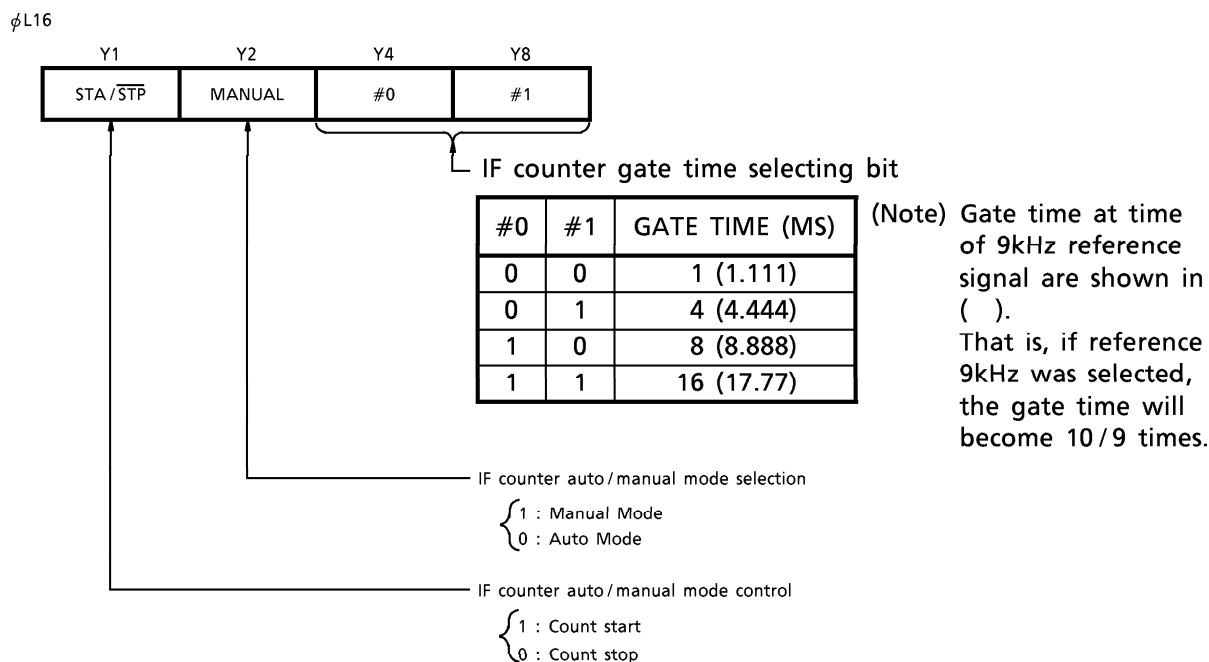 φL16
Y1 Y2 Y4 Y8
STA/S̅T̅P̅ MANUAL #0 #1
IF counter gate time selecting bit
#0 #1 GATE TIME (MS)
0 0 1 (1.111)
0 1 4 (4.444)
1 0 8 (8.888)
1 1 16 (17.77)
(Note) Gate time at time
of 9kHz reference
signal are shown in
( ).
That is, if reference
9kHz was selected,
the gate time will
become 10/9 times.
IF counter auto/manual mode selection
1 : Manual Mode
0 : Auto Mode
IF counter auto/manual mode control
1 : Count start
0 : Count stop